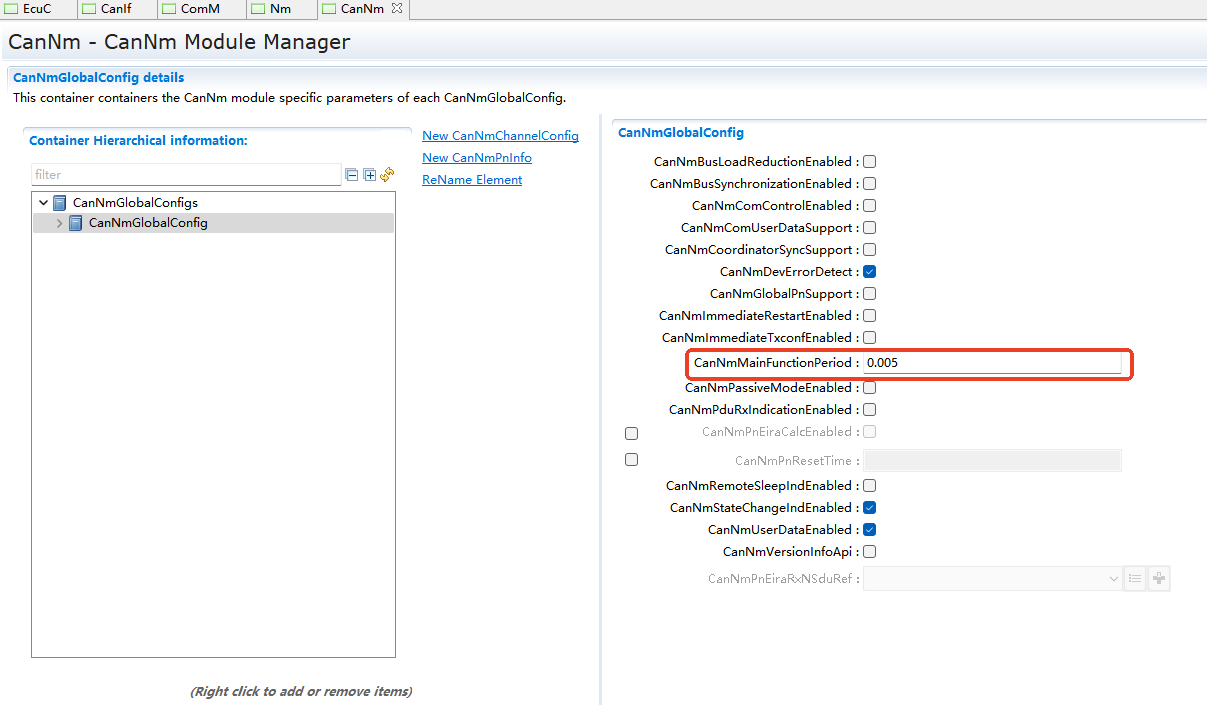 EcuC CanIf ComM Nm CanNm
CanNm - CanNm Module Manager
CanNmGlobalConfig details
This container containers the CanNm module specific parameters of each CanNmGlobalConfig.
Container Hierarchical information:
filter
CanNmGlobalConfigs
CanNmGlobalConfig
(Right click to add or remove items)
New CanNmChannelConfig
New CanNmPnInfo
ReName Element
CanNmGlobalConfig
CanNmBusLoadReductionEnabled :
CanNmBusSynchronizationEnabled :
CanNmComControlEnabled :
CanNmComUserDataSupport :
CanNmCoordinatorSyncSupport :
CanNmDevErrorDetect :
CanNmGlobalPnSupport :
CanNmImmediateRestartEnabled :
CanNmImmediateTxconfEnabled :
CanNmMainFunctionPeriod : 0.005
CanNmPassiveModeEnabled :
CanNmPduRxIndicationEnabled :
CanNmPnEiraCalcEnabled :
CanNmPnResetTime :
CanNmRemoteSleepIndEnabled :
CanNmStateChangeIndEnabled :
CanNmUserDataEnabled :
CanNmVersionInfoApi :
CanNmPnEiraRxNSduRef :